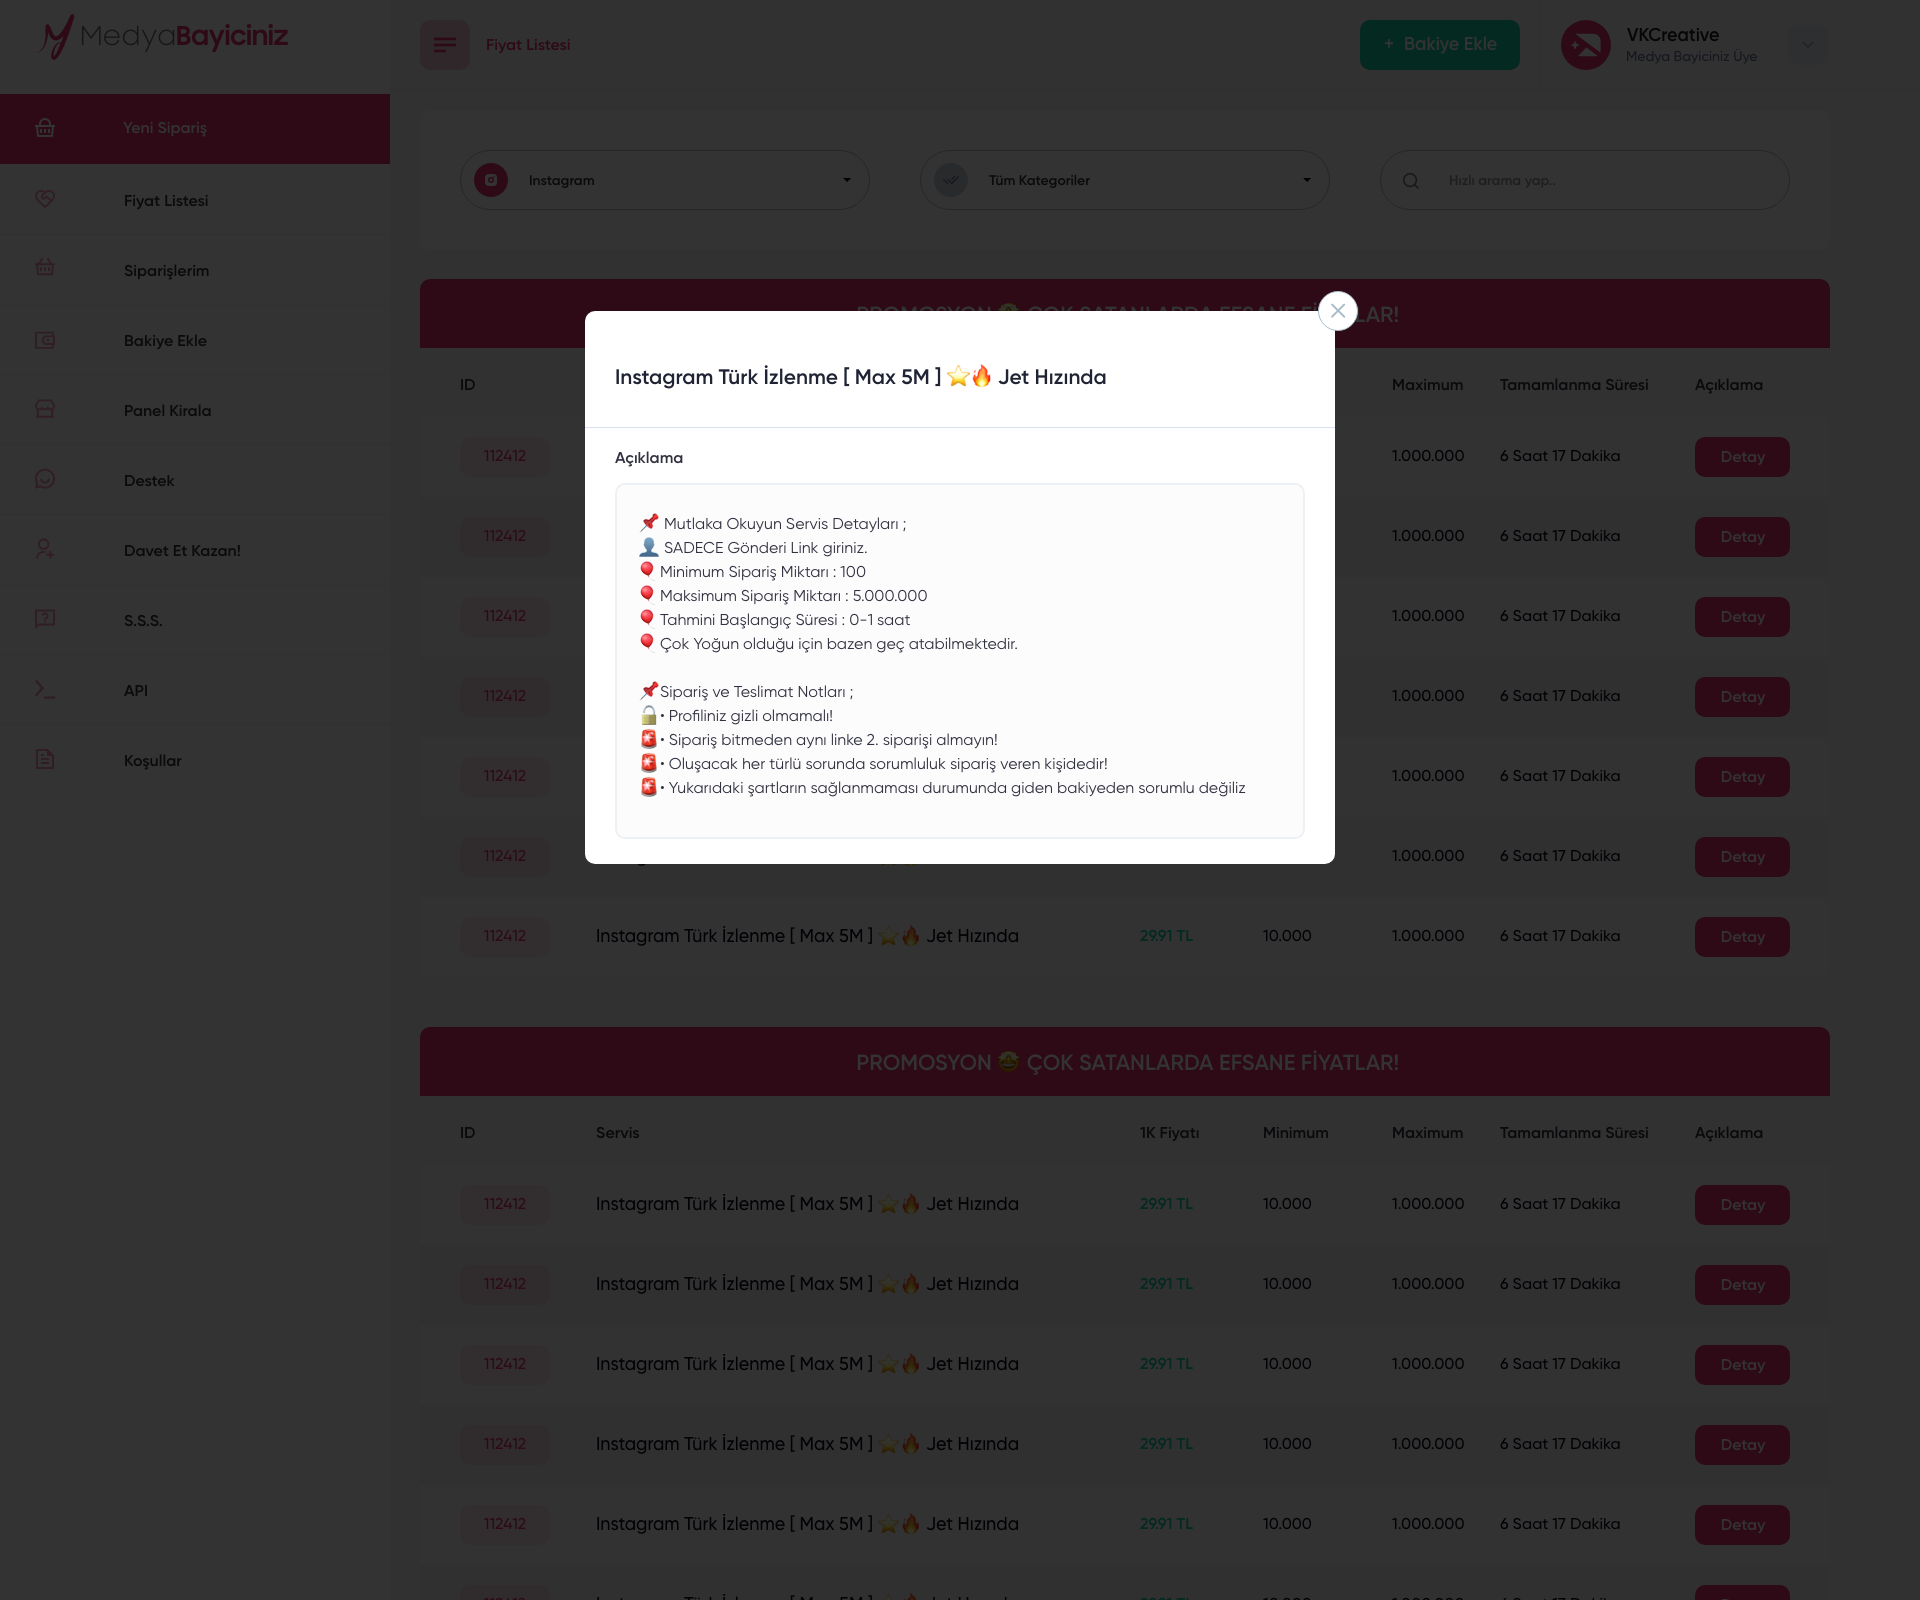 MedyaBayiciniz
Fiyat Listesi
+ Bakiye Ekle
VKCreative
Medya Bayiciniz Üye
Yeni Sipariş
Fiyat Listesi
Siparişlerim
Bakiye Ekle
Panel Kirala
Destek
Davet Et Kazan!
S.S.S.
API
Koşullar
Instagram
Tüm Kategoriler
Hızlı arama yap..
Instagram Türk İzlenme [ Max 5M ] ⭐🔥 Jet Hızında
Açıklama
📌 Mutlaka Okuyun Servis Detayları ;
👤 SADECE Gönderi Link giriniz.
🎈 Minimum Sipariş Miktarı : 100
🎈 Maksimum Sipariş Miktarı : 5.000.000
🎈 Tahmini Başlangıç Süresi : 0-1 saat
🎈 Çok Yoğun olduğu için bazen geç atabilmektedir.
📌Sipariş ve Teslimat Notları ;
🔓• Profiliniz gizli olmamalı!
🚨• Sipariş bitmeden aynı linke 2. siparişi almayın!
🚨• Oluşacak her türlü sorunda sorumluluk sipariş veren kişidedir!
🚨• Yukarıdaki şartların sağlanmaması durumunda giden bakiyeden sorumlu değiliz
ID Maximum Tamamlanma Süresi Açıklama
112412 1.000.000 6 Saat 17 Dakika Detay
112412 1.000.000 6 Saat 17 Dakika Detay
112412 1.000.000 6 Saat 17 Dakika Detay
112412 1.000.000 6 Saat 17 Dakika Detay
112412 1.000.000 6 Saat 17 Dakika Detay
112412 1.000.000 6 Saat 17 Dakika Detay
112412 Instagram Türk İzlenme [ Max 5M ] ⭐🔥 Jet Hızında 29.91 TL 10.000 1.000.000 6 Saat 17 Dakika Detay
PROMOSYON 🤩 ÇOK SATANLARDA EFSANE FİYATLAR!
ID Servis 1K Fiyatı Minimum Maximum Tamamlanma Süresi Açıklama
112412 Instagram Türk İzlenme [ Max 5M ] ⭐🔥 Jet Hızında 29.91 TL 10.000 1.000.000 6 Saat 17 Dakika Detay
112412 Instagram Türk İzlenme [ Max 5M ] ⭐🔥 Jet Hızında 29.91 TL 10.000 1.000.000 6 Saat 17 Dakika Detay
112412 Instagram Türk İzlenme [ Max 5M ] ⭐🔥 Jet Hızında 29.91 TL 10.000 1.000.000 6 Saat 17 Dakika Detay
112412 Instagram Türk İzlenme [ Max 5M ] ⭐🔥 Jet Hızında 29.91 TL 10.000 1.000.000 6 Saat 17 Dakika Detay
112412 Instagram Türk İzlenme [ Max 5M ] ⭐🔥 Jet Hızında 29.91 TL 10.000 1.000.000 6 Saat 17 Dakika Detay